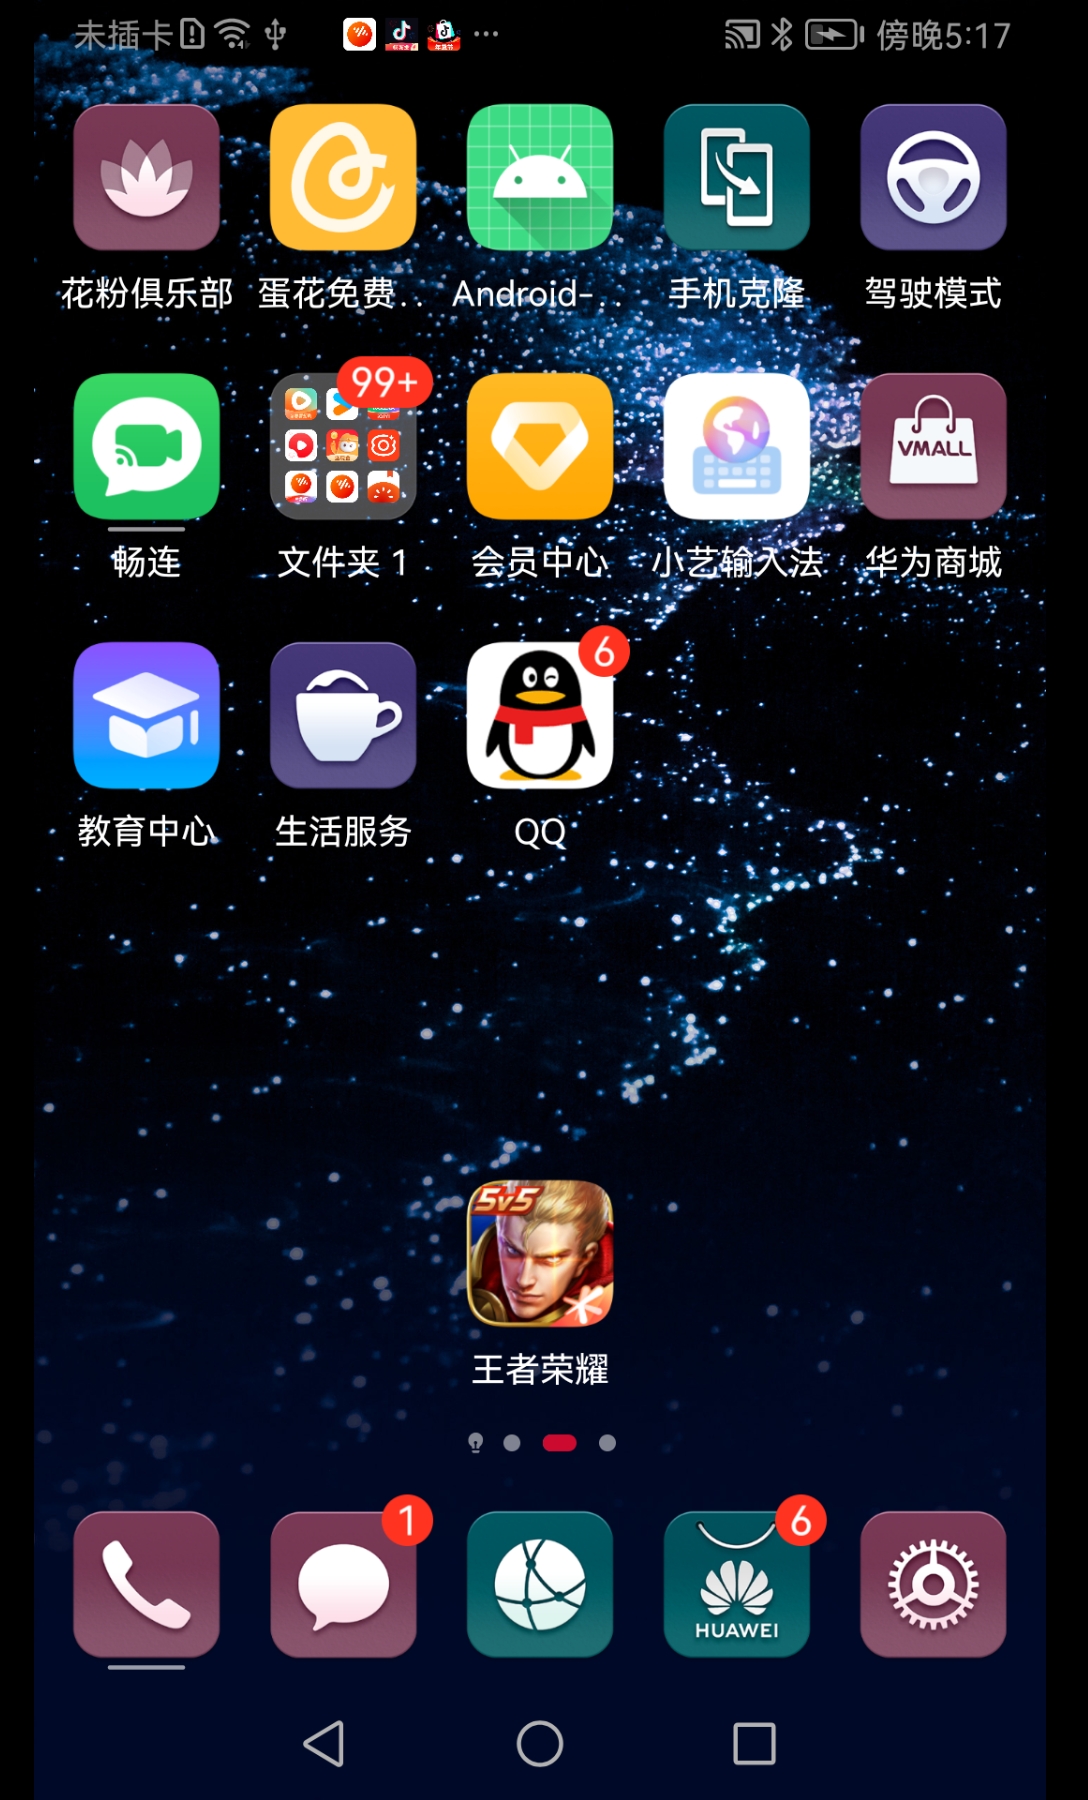 未插卡 傍晚5:17
花粉俱乐部 蛋花免费.. Android-.. 手机克隆 驾驶模式
99+
VMALL
畅连 文件夹 1 会员中心 小艺输入法 华为商城
6
教育中心 生活服务 QQ
5v5
王者荣耀
1 6
HUAWEI